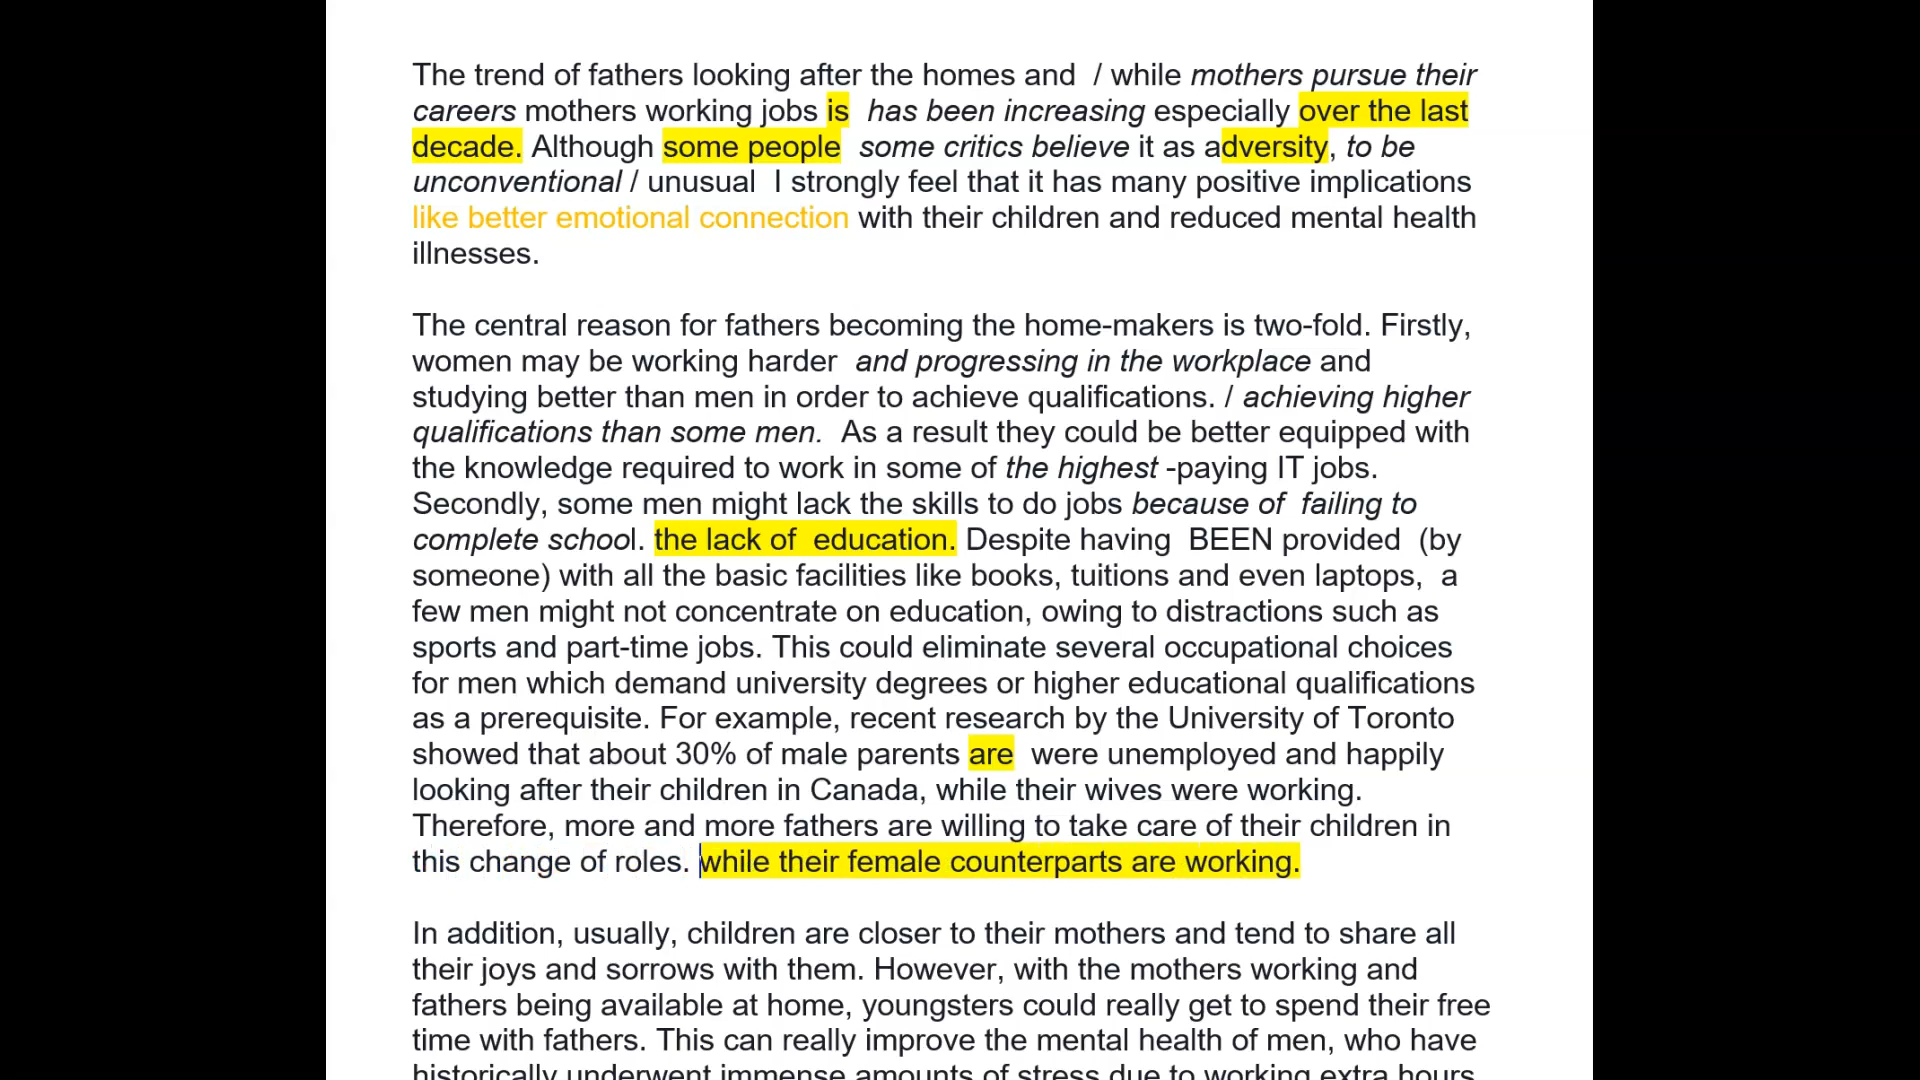 The trend of fathers looking after the homes and / while mothers pursue their
careers mothers working jobs is has been increasing especially over the last
decade. Although some people some critics believe it as adversity, to be
unconventional / unusual I strongly feel that it has many positive implications
like better emotional connection with their children and reduced mental health
illnesses.
The central reason for fathers becoming the home-makers is two-fold. Firstly,
women may be working harder and progressing in the workplace and
studying better than men in order to achieve qualifications. / achieving higher
qualifications than some men. As a result they could be better equipped with
the knowledge required to work in some of the highest -paying IT jobs.
Secondly, some men might lack the skills to do jobs because of failing to
complete school. the lack of education. Despite having BEEN provided (by
someone) with all the basic facilities like books, tuitions and even laptops, a
few men might not concentrate on education, owing to distractions such as
sports and part-time jobs. This could eliminate several occupational choices
for men which demand university degrees or higher educational qualifications
as a prerequisite. For example, recent research by the University of Toronto
showed that about 30% of male parents are were unemployed and happily
looking after their children in Canada, while their wives were working.
Therefore, more and more fathers are willing to take care of their children in
this change of roles. while their female counterparts are working.
In addition, usually, children are closer to their mothers and tend to share all
their joys and sorrows with them. However, with the mothers working and
fathers being available at home, youngsters could really get to spend their free
time with fathers. This can really improve the mental health of men, who have
historically underwent immense amounts of stress due to working extra hours